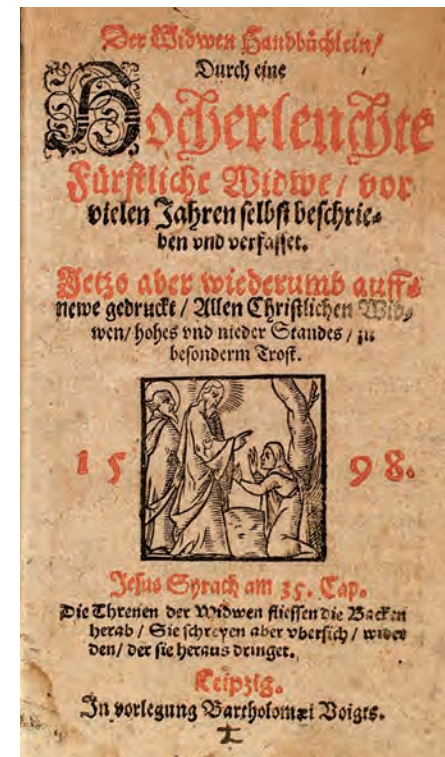 Der Widwen Handbüchlein/
Durch eine
Hocherleuchte
Fürstliche Widwe/ vor
vielen Jahren selbst beschrie-
ben vnd verfasset.
Jetzo aber wiederumb auff-
newe gedruckt / Allen Christlichen Wid-
wen/ hohes vnd nieder Standes / zu
besonderm Trost.
15 98.
Jesus Syrach am 35. Cap.
Die Threnen der Widwen fliessen die Backen
herab / Sie schreyen aber vbersich / wider
den/ der sie heraus dringet.
Leipzig.
In vorlegung Bartholomæi Voigts.